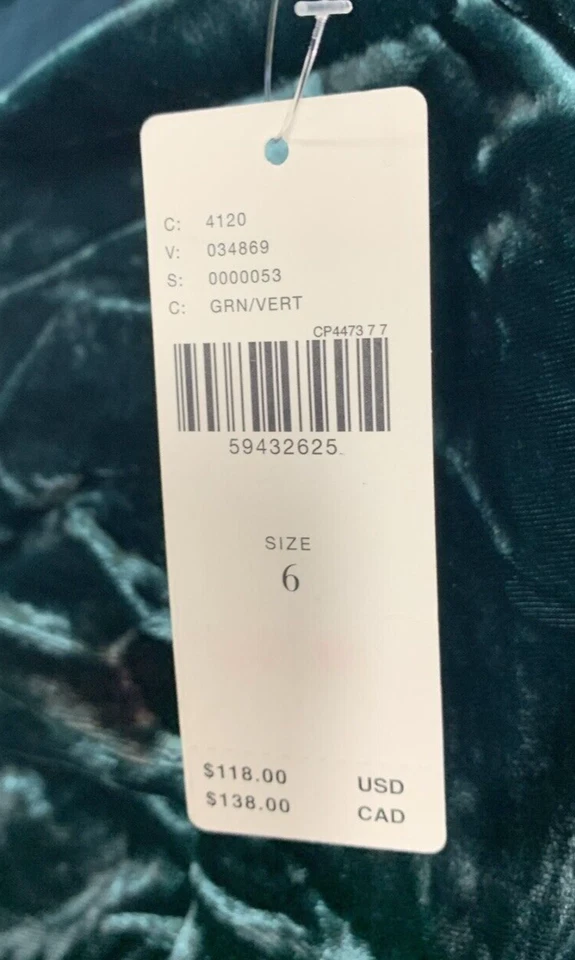 C: 4120
V: 034869
S: 0000053
C: GRN/VERT
CP4473 7 7
59432625
SIZE
6
$118.00 USD
$138.00 CAD